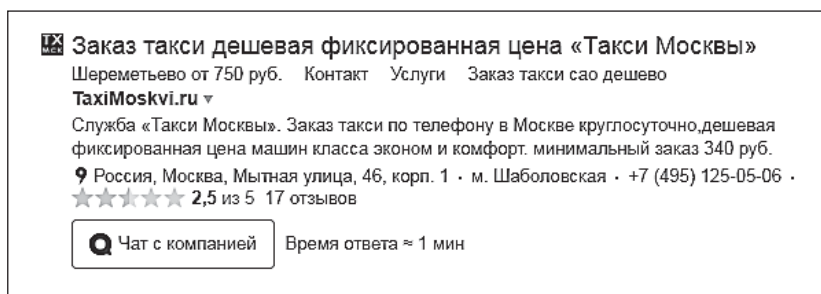 TX МСК Заказ такси дешевая фиксированная цена «Такси Москвы»
Шереметьево от 750 руб. Контакт Услуги Заказ такси сао дешево
TaxiMoskvi.ru
Служба «Такси Москвы». Заказ такси по телефону в Москве круглосуточно,дешевая
фиксированная цена машин класса эконом и комфорт. минимальный заказ 340 руб.
Россия, Москва, Мытная улица, 46, корп. 1 · м. Шаболовская · +7 (495) 125-05-06 ·
2,5 из 5 17 отзывов
Чат с компанией Время ответа ≈ 1 мин